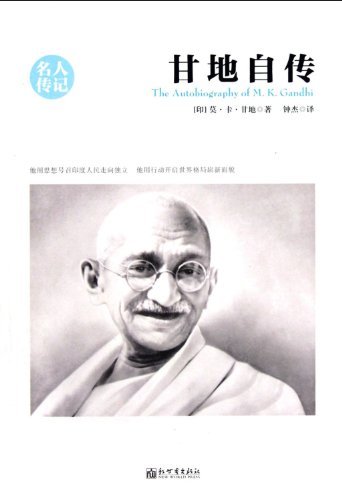 名人
传记
甘地自传
The Autobiography of M. K. Gandhi
［印］莫·卡·甘地 著 钟杰 译
他用思想号召印度人民走向独立 他用行动开启世界格局崭新面貌
新世界出版社
NEW WORLD PRESS